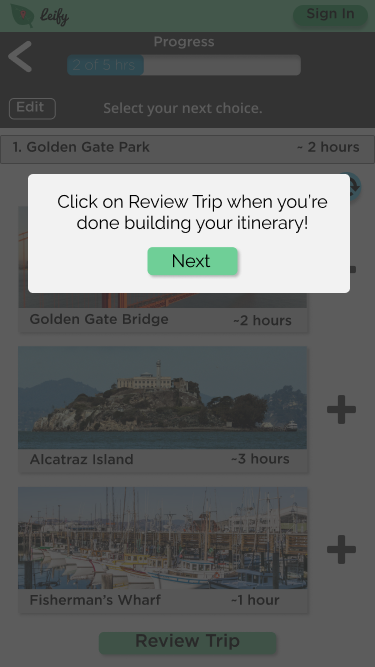 Leify
Sign In
Progress
2 of 5 hrs
Edit
Select your next choice.
1. Golden Gate Park
- 2 hours
Click on Review Trip when you're
done building your itinerary!
Next
Golden Gate Bridge
~2 hours
Alcatraz Island
~3 hours
Fisherman's Wharf
~1 hour
Review Trip